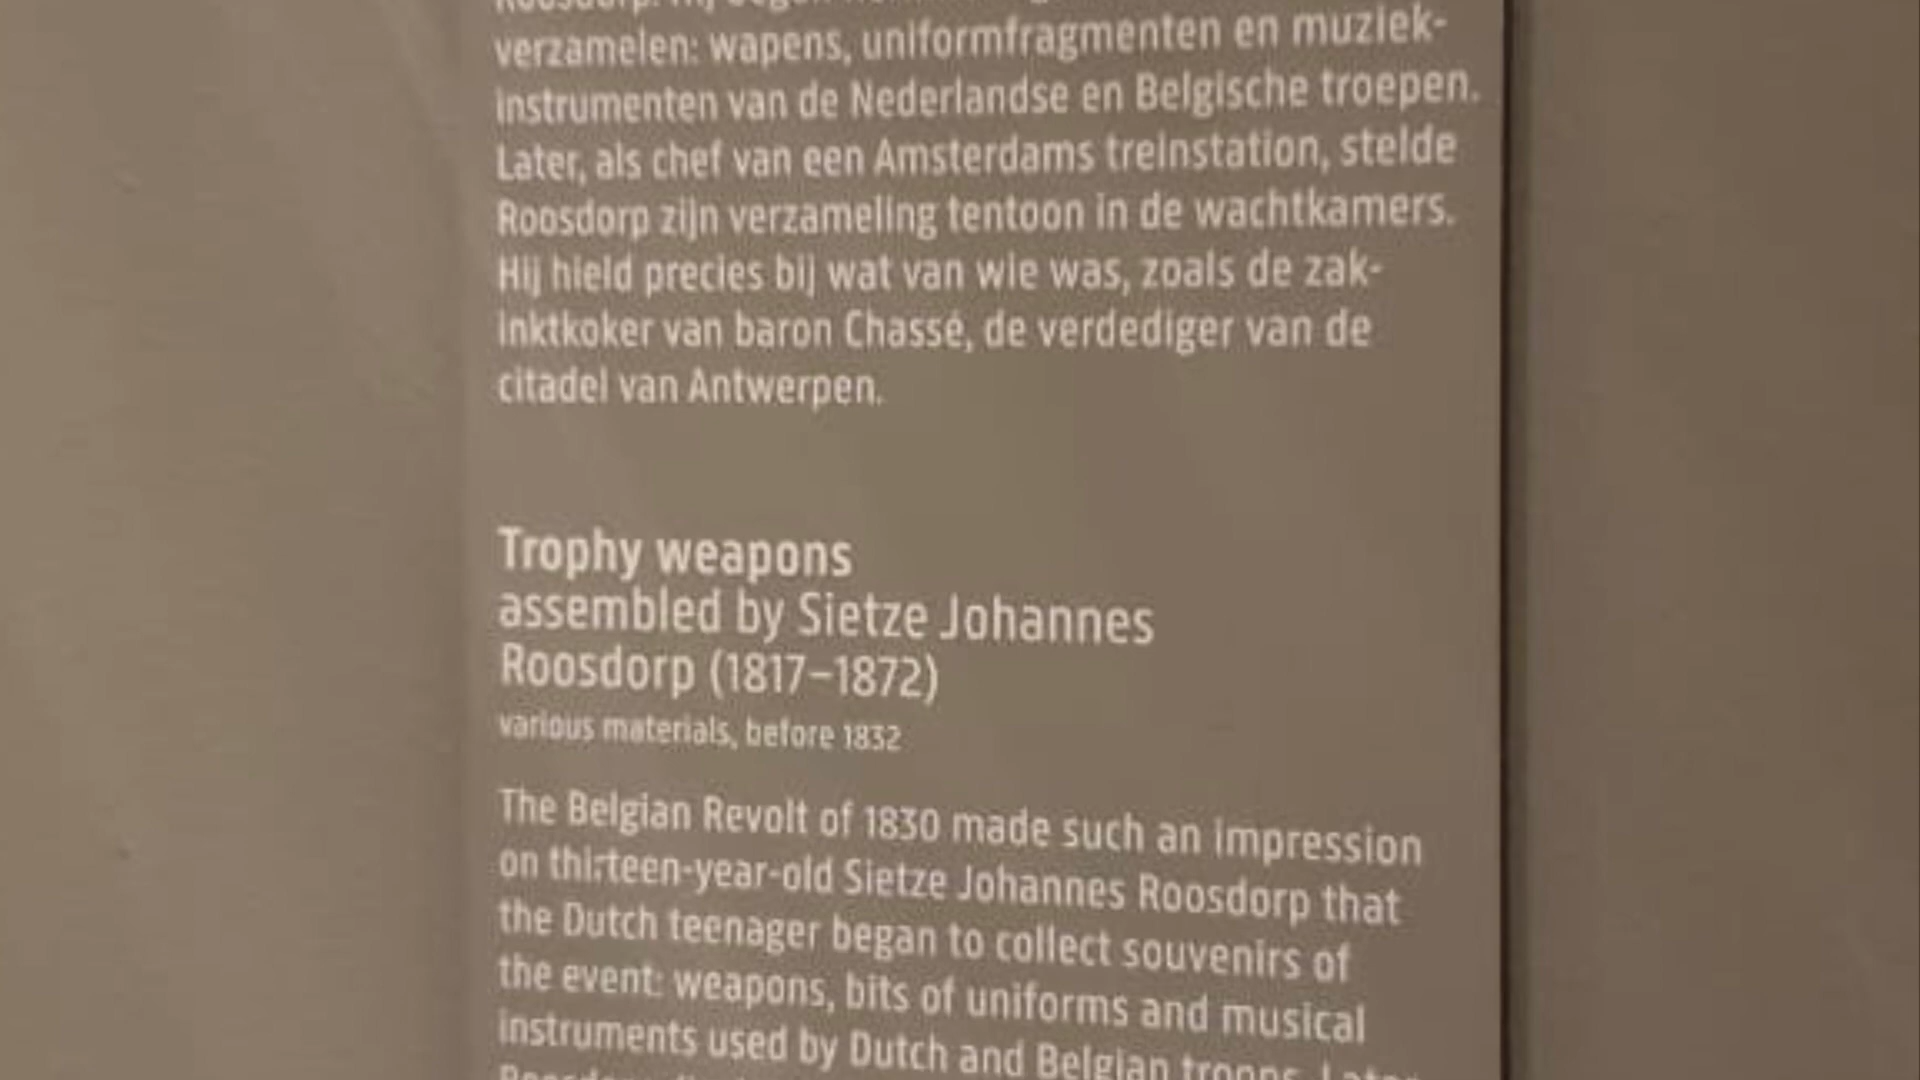 verzamelen: wapens, uniformfragmenten en muziek-
instrumenten van de Nederlandse en Belgische troepen.
Later, als chef van een Amsterdams treinstation, stelde
Roosdorp zijn verzameling tentoon in de wachtkamers.
Hij hield precies bij wat van wie was, zoals de zak-
inktkoker van baron Chassé, de verdediger van de
citadel van Antwerpen.
Trophy weapons
assembled by Sietze Johannes
Roosdorp (1817–1872)
various materials, before 1832
The Belgian Revolt of 1830 made such an impression
on thirteen-year-old Sietze Johannes Roosdorp that
the Dutch teenager began to collect souvenirs of
the event: weapons, bits of uniforms and musical
instruments used by Dutch and Belgian troops. Later